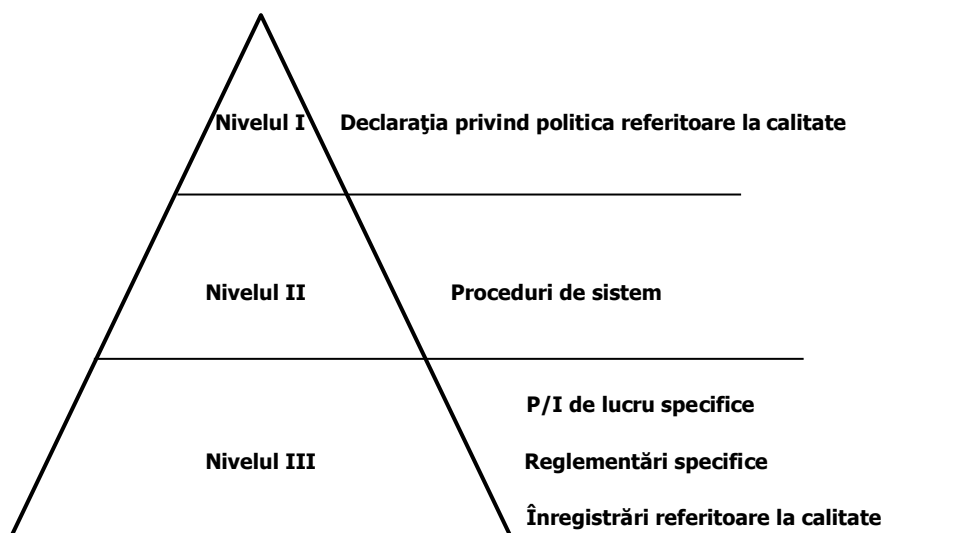 Nivelul I Declaraţia privind politica referitoare la calitate
Nivelul II Proceduri de sistem
P/I de lucru specifice
Nivelul III Reglementări specifice
Înregistrări referitoare la calitate